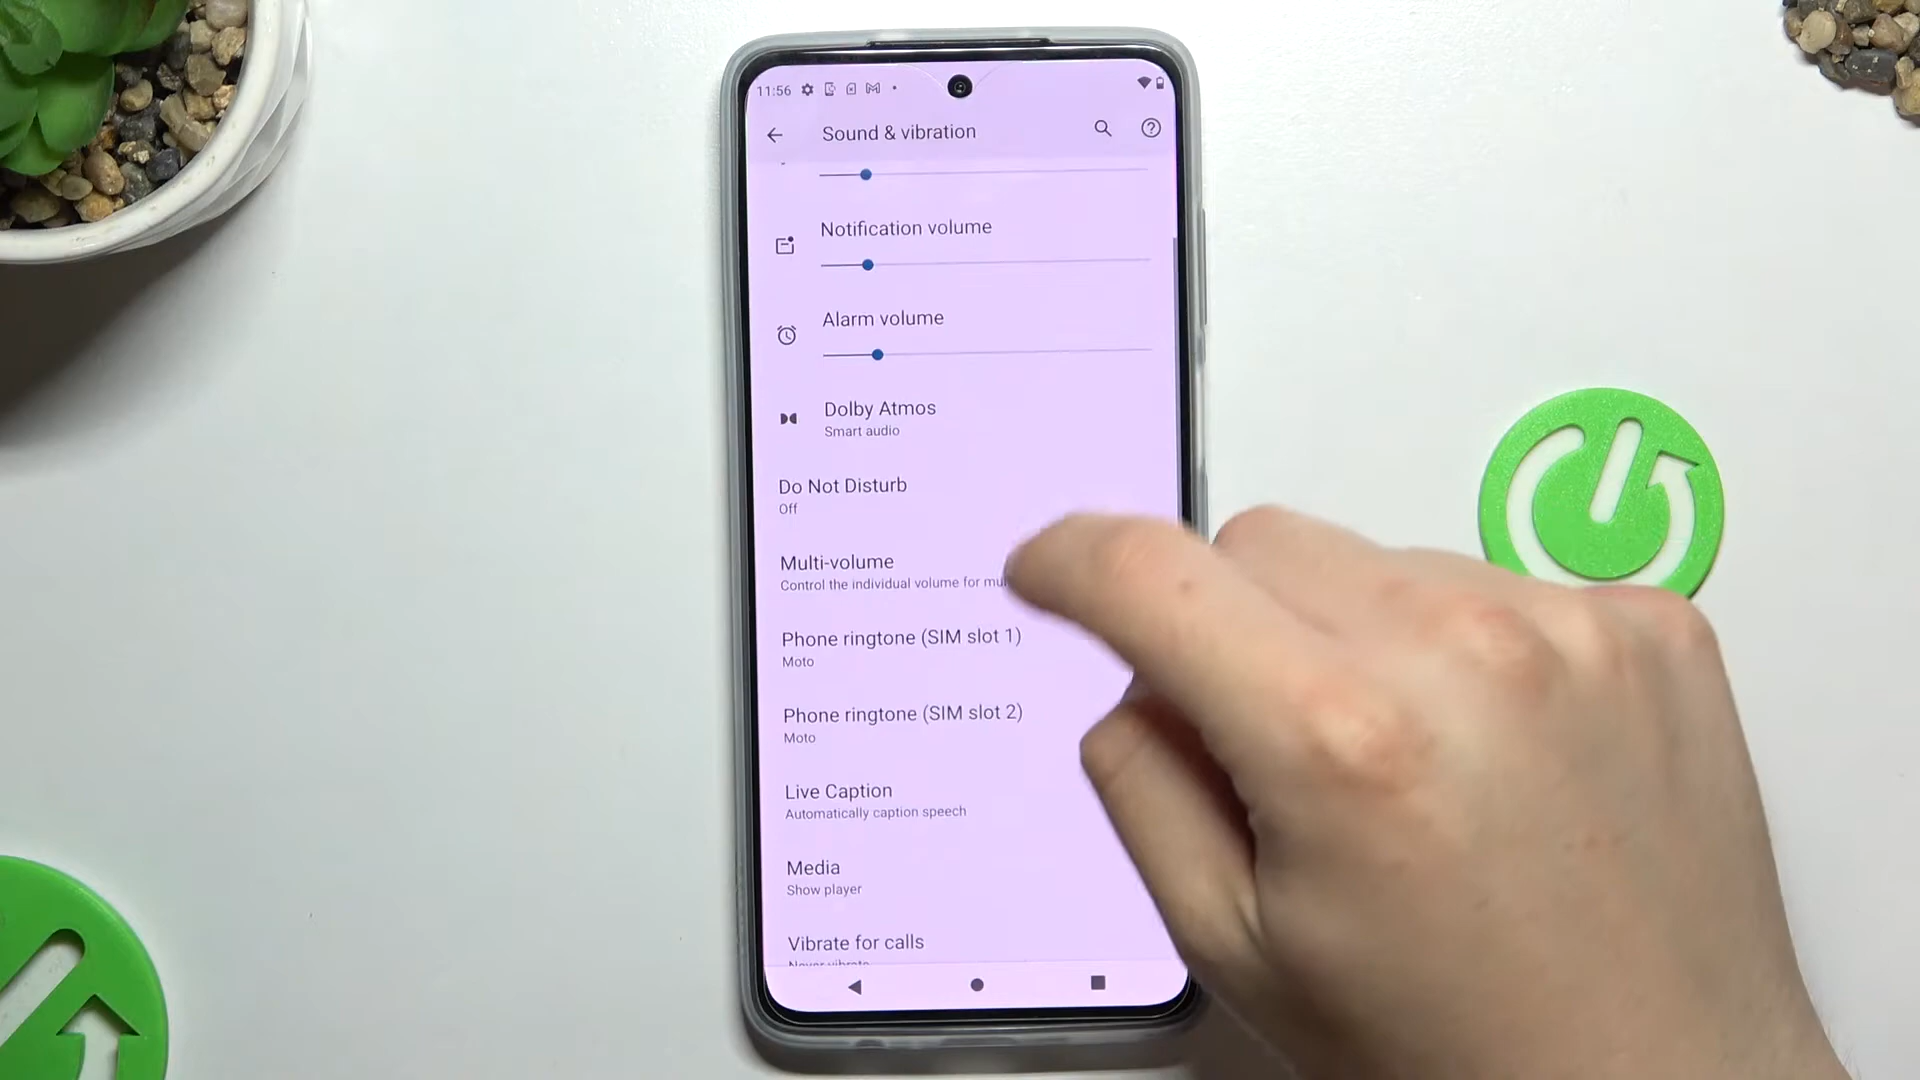 11:56
Sound & vibration
Notification volume
Alarm volume
Dolby Atmos
Smart audio
Do Not Disturb
Off
Multi-volume
Control the individual volume for
Phone ringtone (SIM slot 1)
Moto
Phone ringtone (SIM slot 2)
Moto
Live Caption
Automatically caption speech
Media
Show player
Vibrate for calls